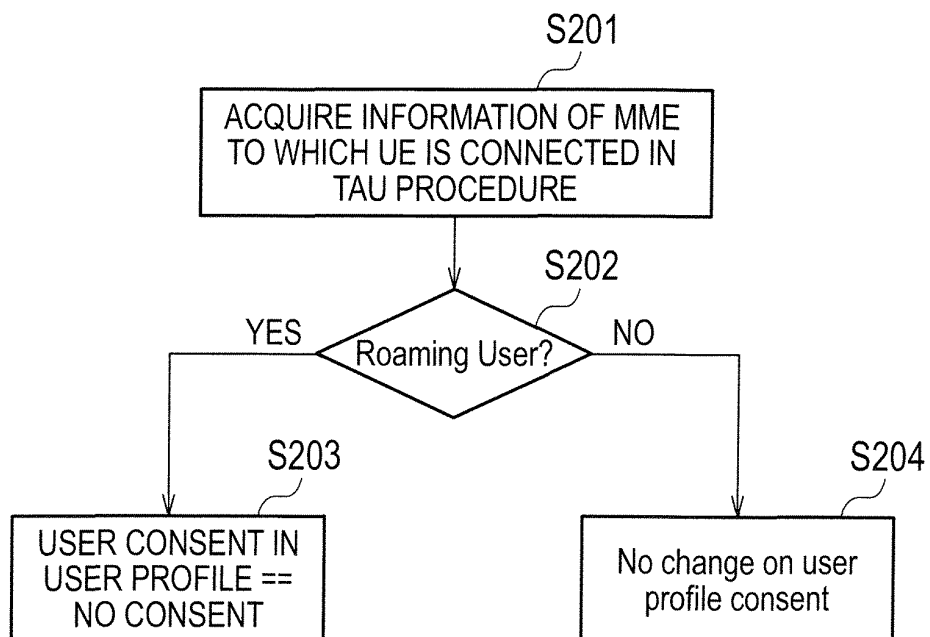 S201
ACQUIRE INFORMATION OF MME
TO WHICH UE IS CONNECTED IN
TAU PROCEDURE
S202
YES
Roaming User?
NO
S203
USER CONSENT IN
USER PROFILE ==
NO CONSENT
S204
No change on user
profile consent